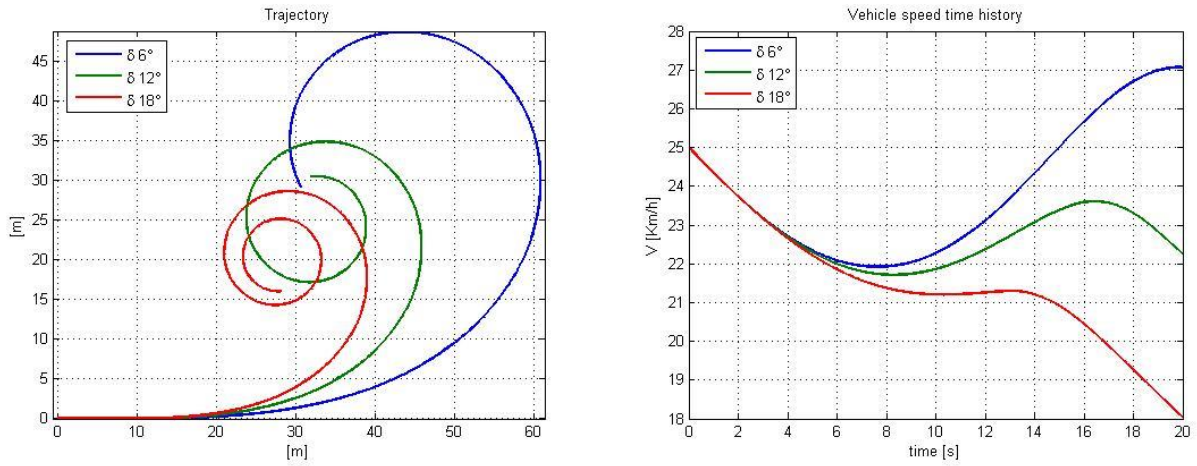 Trajectory
δ 6°
δ 12°
δ 18°
45
40
35
30
25
20
15
10
5
0
[m]
0 10 20 30 40 50 60
[m]
Vehicle speed time history
δ 6°
δ 12°
δ 18°
28
27
26
25
24
23
22
21
20
19
18
V [Km/h]
0 2 4 6 8 10 12 14 16 18 20
time [s]